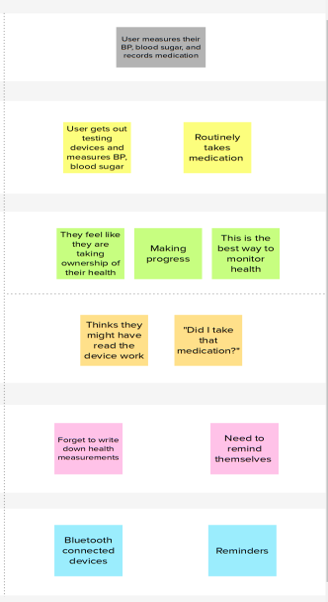 User measures their
BP, blood sugar, and
records medication
User gets out
testing
devices and
measures BP,
blood sugar
Routinely
takes
medication
They feel like
they are
taking
ownership of
their health
Making
progress
This is the
best way to
monitor
health
Thinks they
might have
read the
device work
"Did I take
that
medication?"
Forget to write
down health
measurements
Need to
remind
themselves
Bluetooth
connected
devices
Reminders